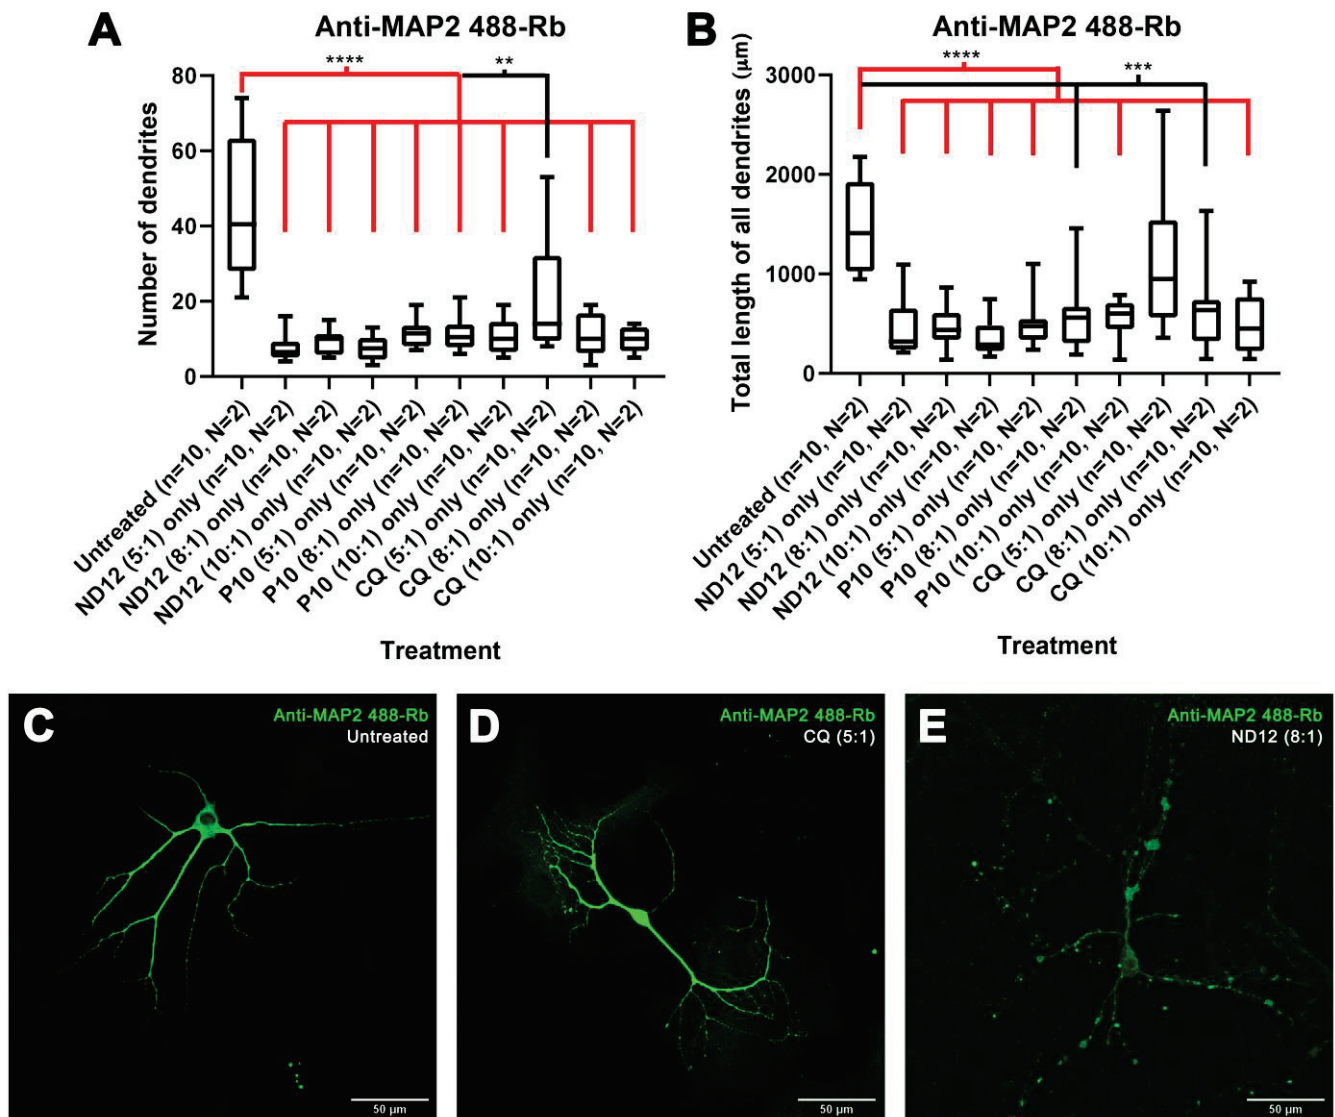 A
Anti-MAP2 488-Rb
Number of dendrites
80
60
40
20
0
****
**
Untreated (n=10, N=2)
ND12 (5:1) only (n=10, N=2)
ND12 (8:1) only (n=10, N=2)
ND12 (10:1) only (n=10, N=2)
P10 (5:1) only (n=10, N=2)
P10 (8:1) only (n=10, N=2)
P10 (10:1) only (n=10, N=2)
CQ (5:1) only (n=10, N=2)
CQ (8:1) only (n=10, N=2)
CQ (10:1) only (n=10, N=2)
Treatment
B
Anti-MAP2 488-Rb
Total length of all dendrites (μm)
3000
2000
1000
0
****
***
Untreated (n=10, N=2)
ND12 (5:1) only (n=10, N=2)
ND12 (8:1) only (n=10, N=2)
ND12 (10:1) only (n=10, N=2)
P10 (5:1) only (n=10, N=2)
P10 (8:1) only (n=10, N=2)
P10 (10:1) only (n=10, N=2)
CQ (5:1) only (n=10, N=2)
CQ (8:1) only (n=10, N=2)
CQ (10:1) only (n=10, N=2)
Treatment
C
Anti-MAP2 488-Rb
Untreated
50 μm
D
Anti-MAP2 488-Rb
CQ (5:1)
50 μm
E
Anti-MAP2 488-Rb
ND12 (8:1)
50 μm